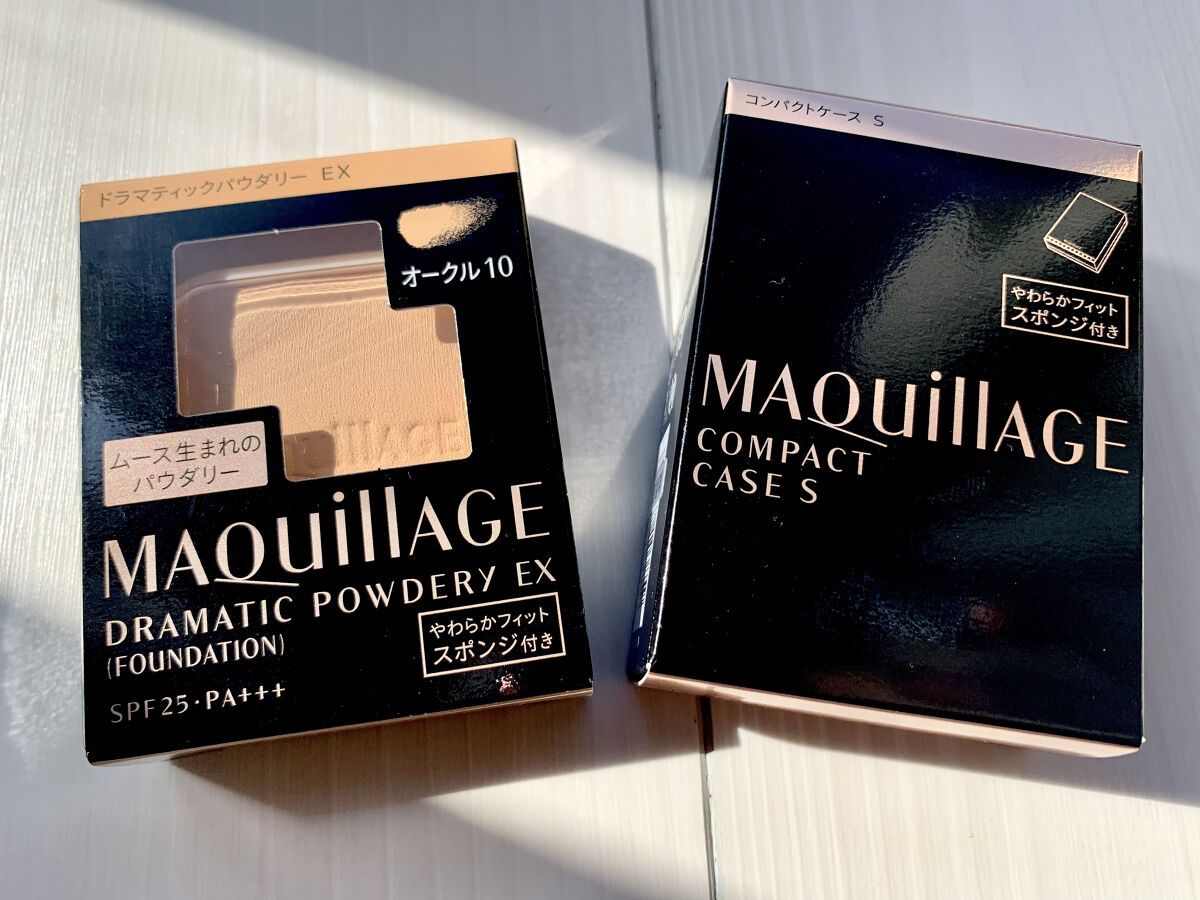 ドラマティックパウダリー EX
オークル10
ムース生まれの
パウダリー
MAQuillAGE
DRAMATIC POWDERY EX
(FOUNDATION)
SPF25・PA+++
やわらかフィット
スポンジ付き
コンパクトケース S
やわらかフィット
スポンジ付き
MAQuillAGE
COMPACT
CASE S